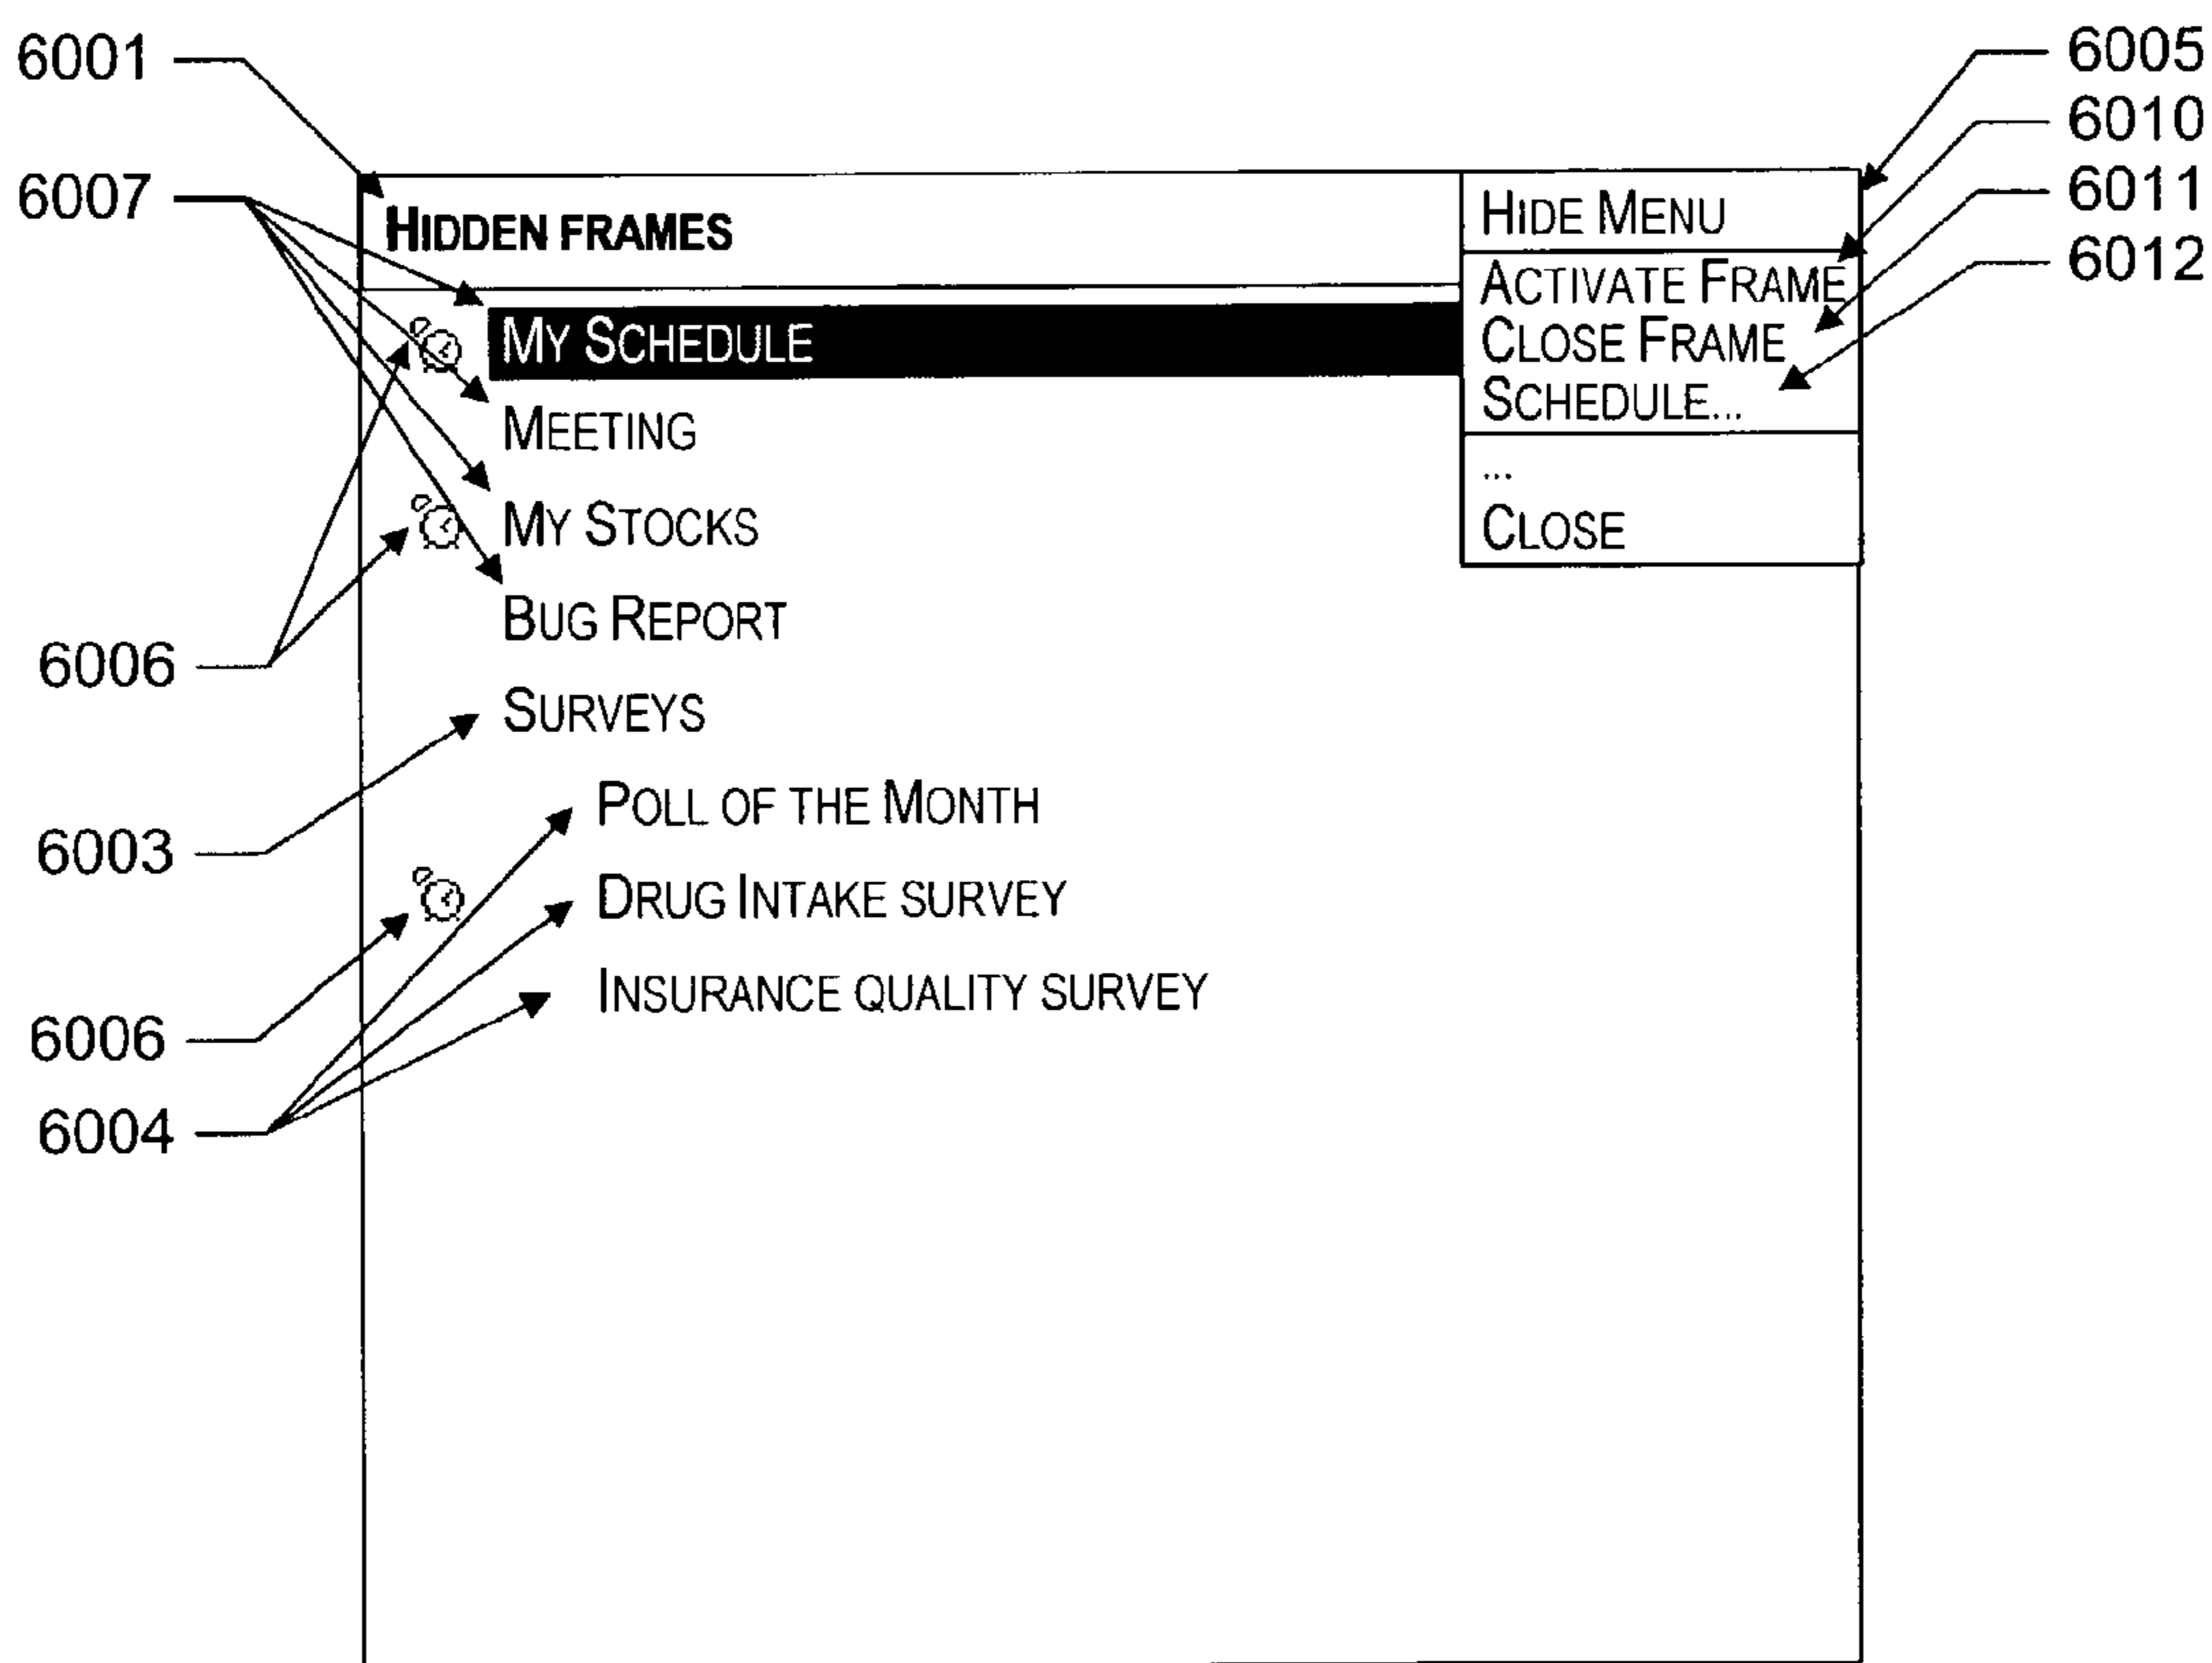 6001
6007
6006
6003
6006
6004
HIDDEN FRAMES
MY SCHEDULE
MEETING
MY STOCKS
BUG REPORT
SURVEYS
POLL OF THE MONTH
DRUG INTAKE SURVEY
INSURANCE QUALITY SURVEY
HIDE MENU
ACTIVATE FRAME
CLOSE FRAME
SCHEDULE...
...
CLOSE
6005
6010
6011
6012